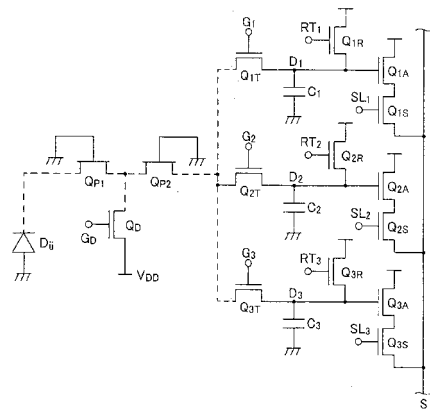 G1
RT1
Q1R
D1
Q1T
C1
Q1A
SL1
Q1S
G2
RT2
Q2R
D2
Q2T
C2
Q2A
SL2
Q2S
QP1
QP2
QD
GD
Dij
VDD
G3
RT3
Q3R
D3
Q3T
C3
Q3A
SL3
Q3S
S